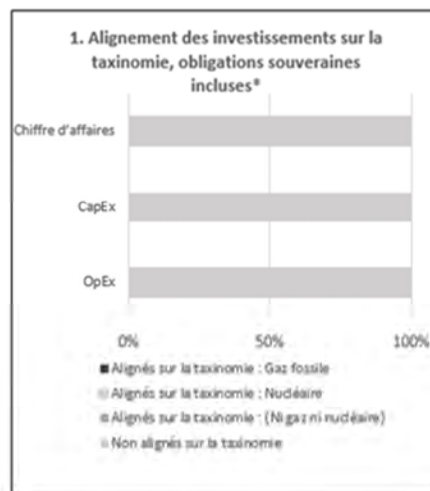 1. Alignement des investissements sur la
taxinomie, obligations souveraines
incluses*
Chiffre d'affaires
CapEx
OpEx
0% 50% 100%
Alignés sur la taxinomie : Gaz fossile
Alignés sur la taxinomie : Nucléaire
Alignés sur la taxinomie : (Ni gaz ni nucléaire)
Non alignés sur la taxinomie